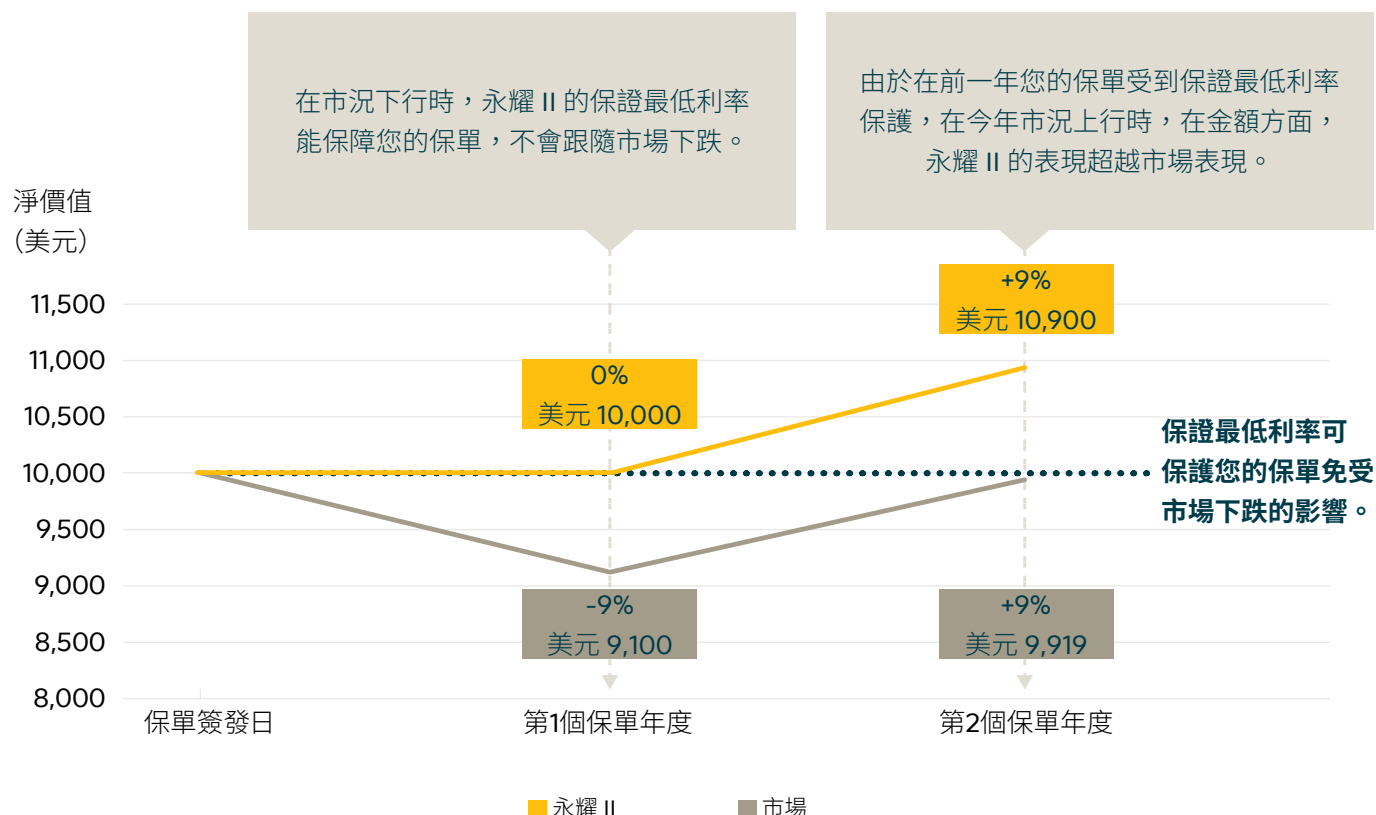 在市況下行時，永耀 II 的保證最低利率
能保障您的保單，不會跟隨市場下跌。
由於在前一年您的保單受到保證最低利率
保護，在今年市況上行時，在金額方面，
永耀 II 的表現超越市場表現。
淨價值
（美元）
11,500
11,000
10,500
10,000
9,500
9,000
8,500
8,000
+9%
美元 10,900
0%
美元 10,000
保證最低利率可
保護您的保單免受
市場下跌的影響。
-9%
美元 9,100
+9%
美元 9,919
保單簽發日
第1個保單年度
第2個保單年度
永耀 II
市場